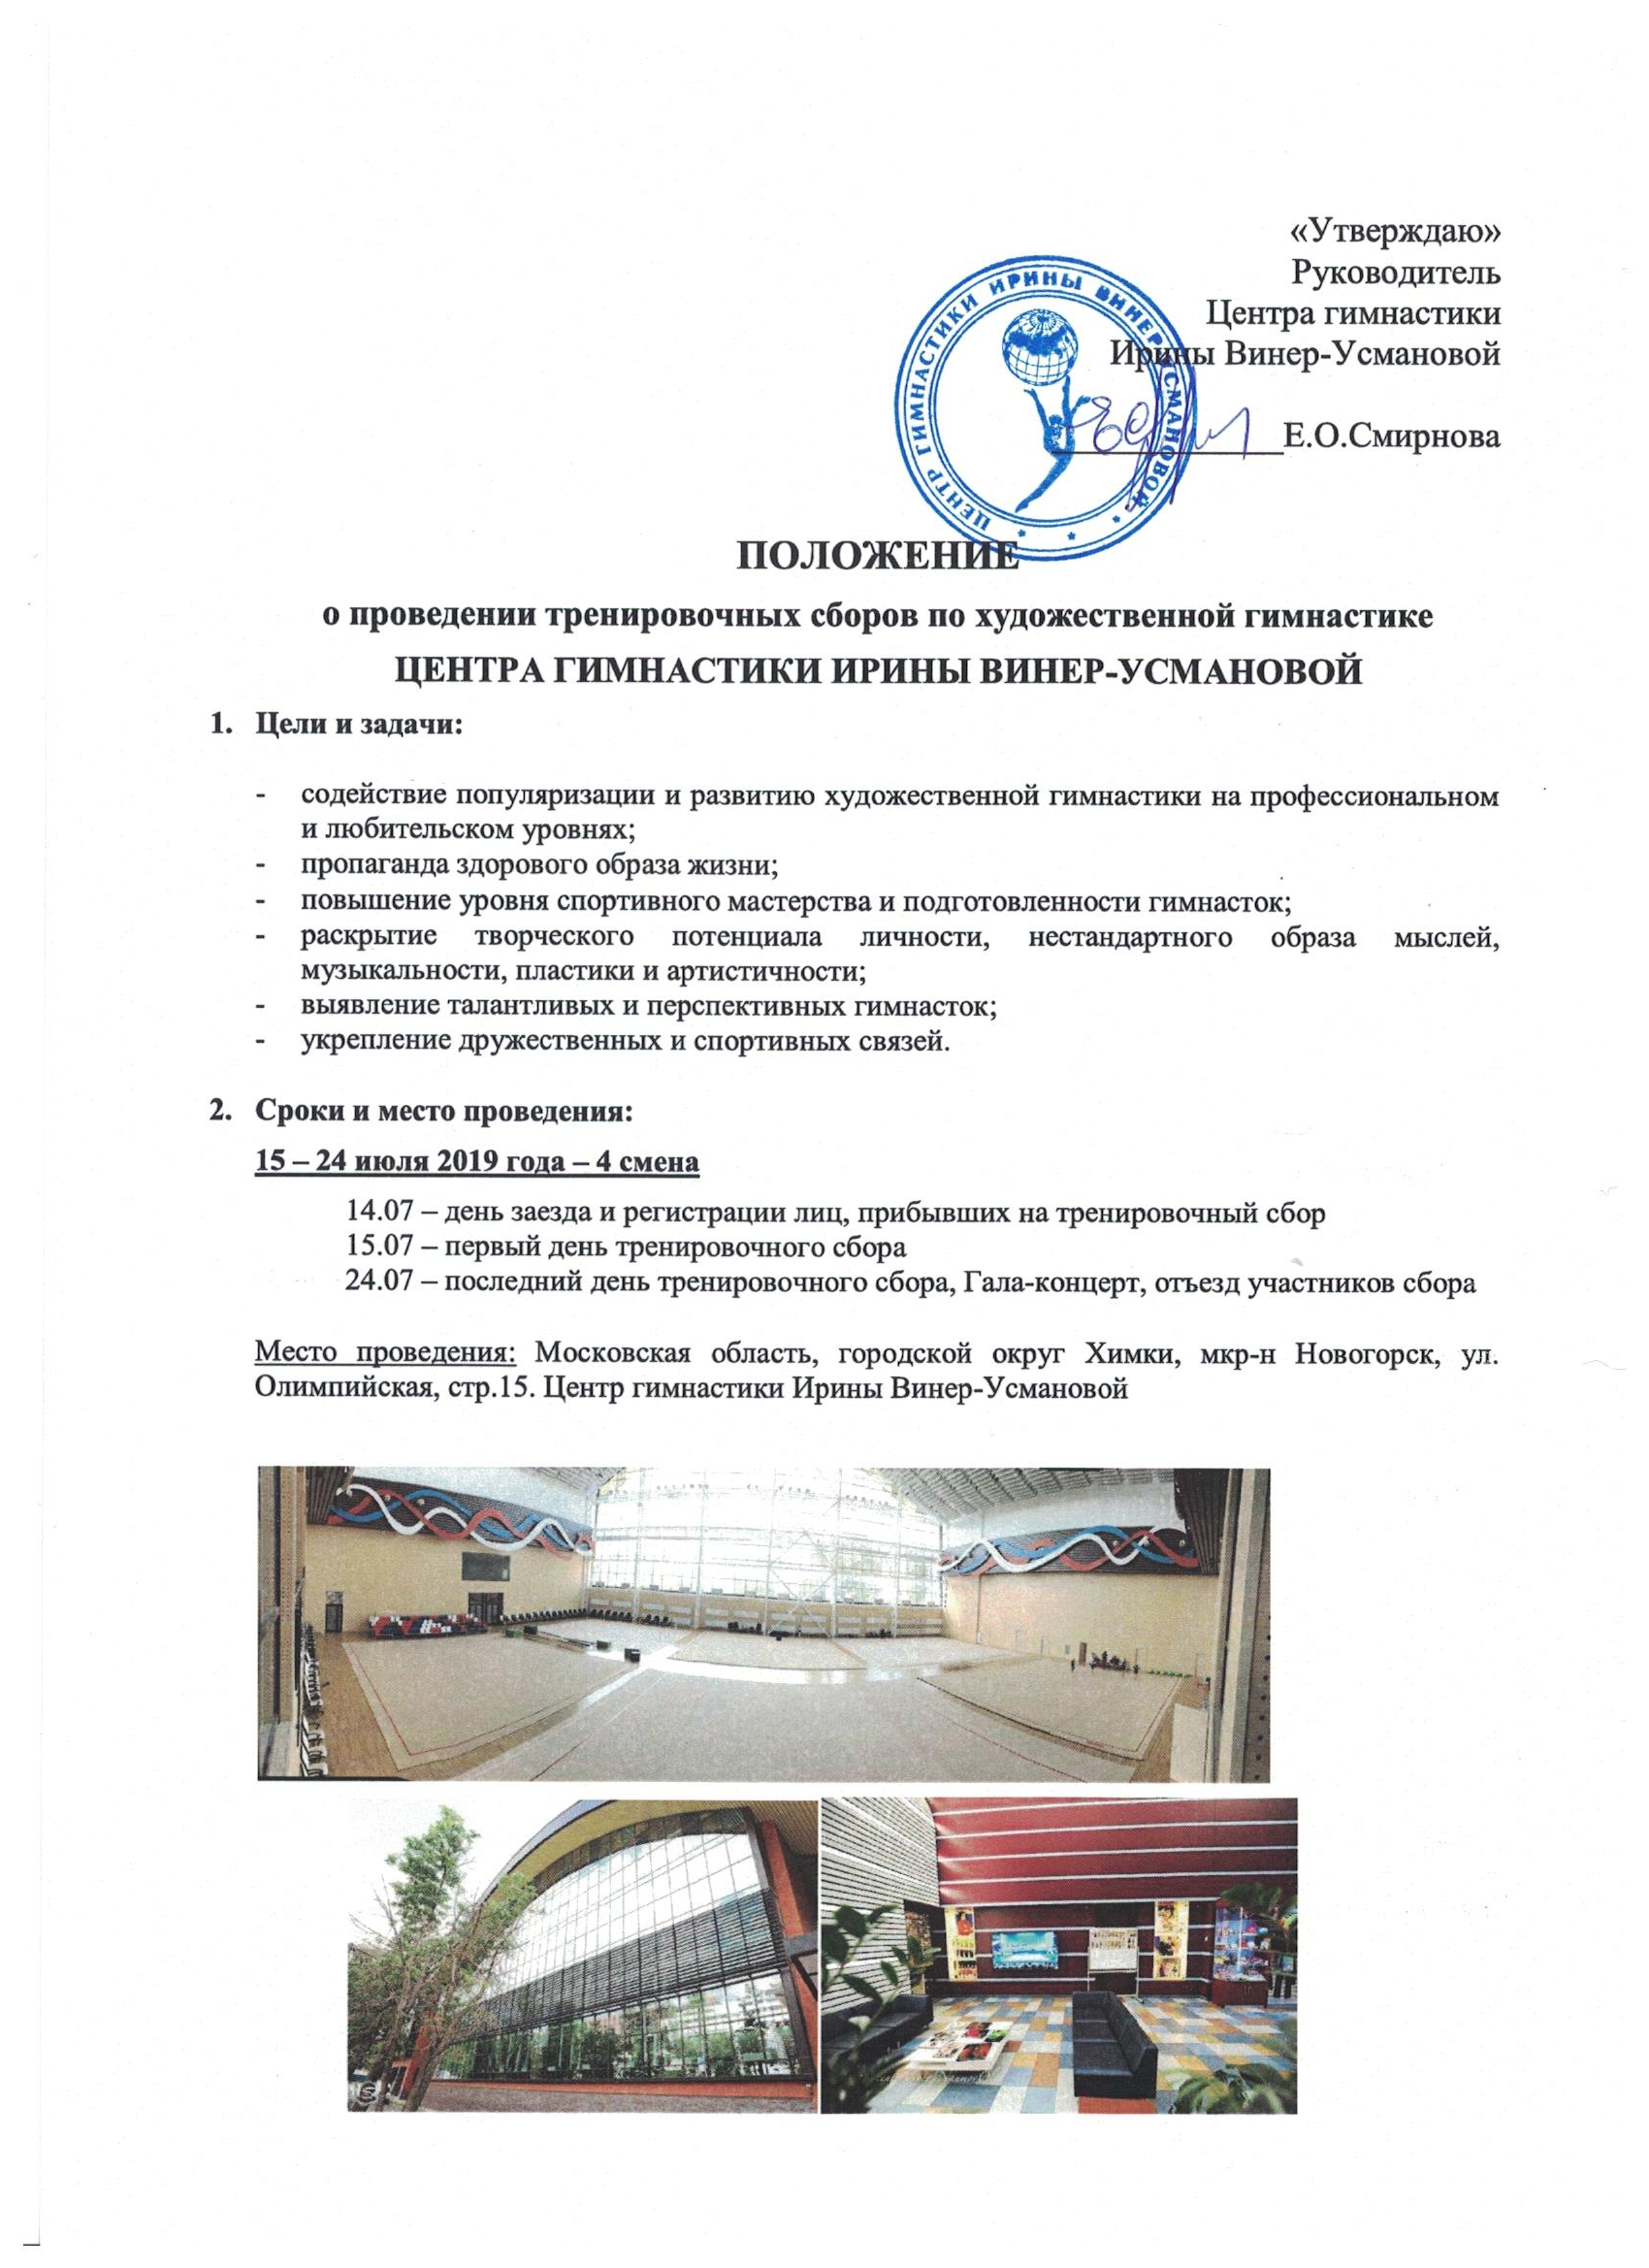 «Утверждаю»
Руководитель
Центра гимнастики
Ирины Винер-Усмановой
Е.О.Смирнова
ЦЕНТР ГИМНАСТИКИ ИРИНЫ ВИНЕР-УСМАНОВОЙ
ПОЛОЖЕНИЕ
о проведении тренировочных сборов по художественной гимнастике
ЦЕНТРА ГИМНАСТИКИ ИРИНЫ ВИНЕР-УСМАНОВОЙ
1. Цели и задачи:
- содействие популяризации и развитию художественной гимнастики на профессиональном
и любительском уровнях;
- пропаганда здорового образа жизни;
- повышение уровня спортивного мастерства и подготовленности гимнасток;
- раскрытие творческого потенциала личности, нестандартного образа мыслей,
музыкальности, пластики и артистичности;
- выявление талантливых и перспективных гимнасток;
- укрепление дружественных и спортивных связей.
2. Сроки и место проведения:
15 – 24 июля 2019 года – 4 смена
14.07 – день заезда и регистрации лиц, прибывших на тренировочный сбор
15.07 – первый день тренировочного сбора
24.07 – последний день тренировочного сбора, Гала-концерт, отъезд участников сбора
Место проведения: Московская область, городской округ Химки, мкр-н Новогорск, ул.
Олимпийская, стр.15. Центр гимнастики Ирины Винер-Усмановой